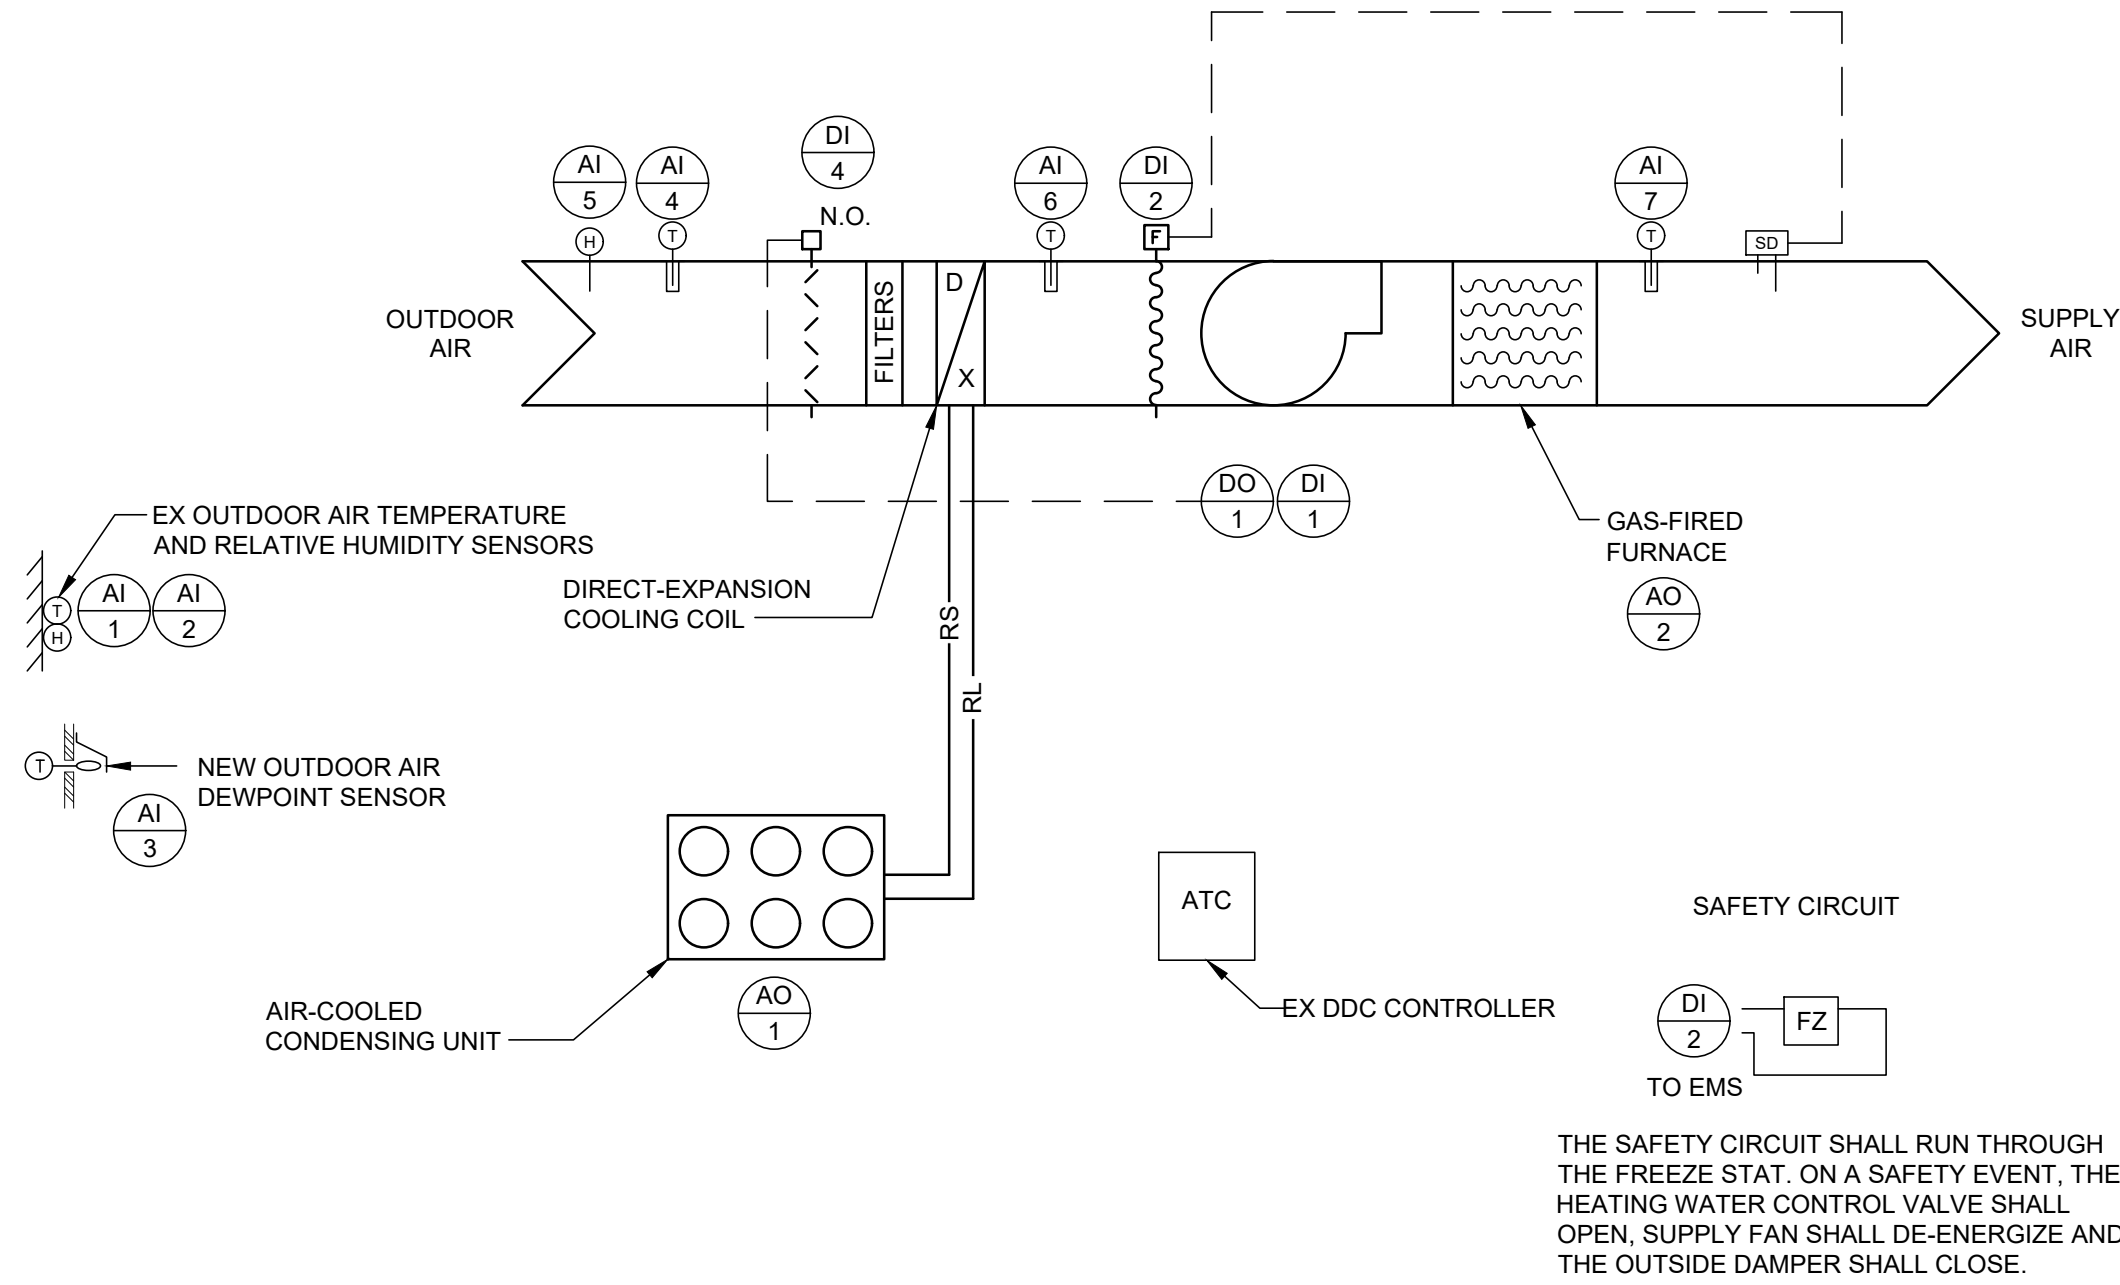 DI
4
AI
5
AI
4
AI
6
DI
2
AI
7
N.O.
H
T
T
F
T
SD
OUTDOOR
AIR
FILTERS
D
X
SUPPLY
AIR
DO
1
DI
1
EX OUTDOOR AIR TEMPERATURE
AND RELATIVE HUMIDITY SENSORS
T
H
AI
1
AI
2
DIRECT-EXPANSION
COOLING COIL
RS
RL
GAS-FIRED
FURNACE
AO
2
T
NEW OUTDOOR AIR
DEWPOINT SENSOR
AI
3
AIR-COOLED
CONDENSING UNIT
AO
1
ATC
EX DDC CONTROLLER
SAFETY CIRCUIT
DI
2
FZ
TO EMS
THE SAFETY CIRCUIT SHALL RUN THROUGH
THE FREEZE STAT. ON A SAFETY EVENT, THE
HEATING WATER CONTROL VALVE SHALL
OPEN, SUPPLY FAN SHALL DE-ENERGIZE AND
THE OUTSIDE DAMPER SHALL CLOSE.